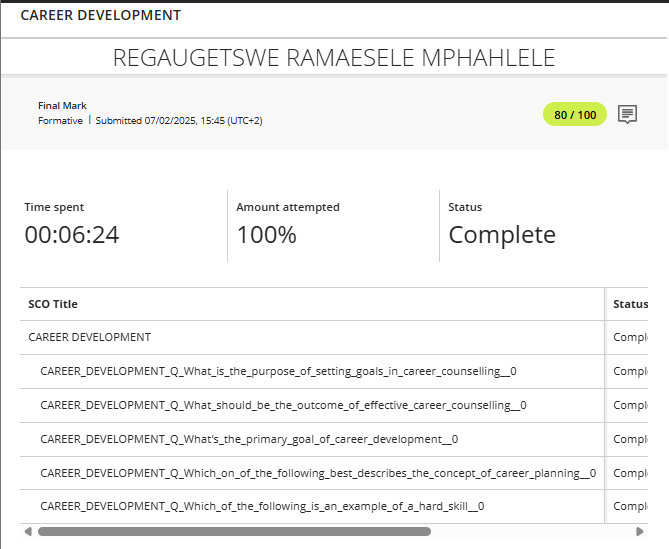 CAREER DEVELOPMENT
REGAUGETSWE RAMAESELE MPHAHLELE
Final Mark
Formative | Submitted 07/02/2025, 15:45 (UTC+2)
80 / 100
Time spent
00:06:24
Amount attempted
100%
Status
Complete
SCO Title Status
CAREER DEVELOPMENT Compl
CAREER_DEVELOPMENT_Q_What_is_the_purpose_of_setting_goals_in_career_counselling__0 Compl
CAREER_DEVELOPMENT_Q_What_should_be_the_outcome_of_effective_career_counselling__0 Compl
CAREER_DEVELOPMENT_Q_What's_the_primary_goal_of_career_development__0 Compl
CAREER_DEVELOPMENT_Q_Which_on_of_the_following_best_describes_the_concept_of_career_planning__0 Compl
CAREER_DEVELOPMENT_Q_Which_of_the_following_is_an_example_of_a_hard_skill__0 Compl